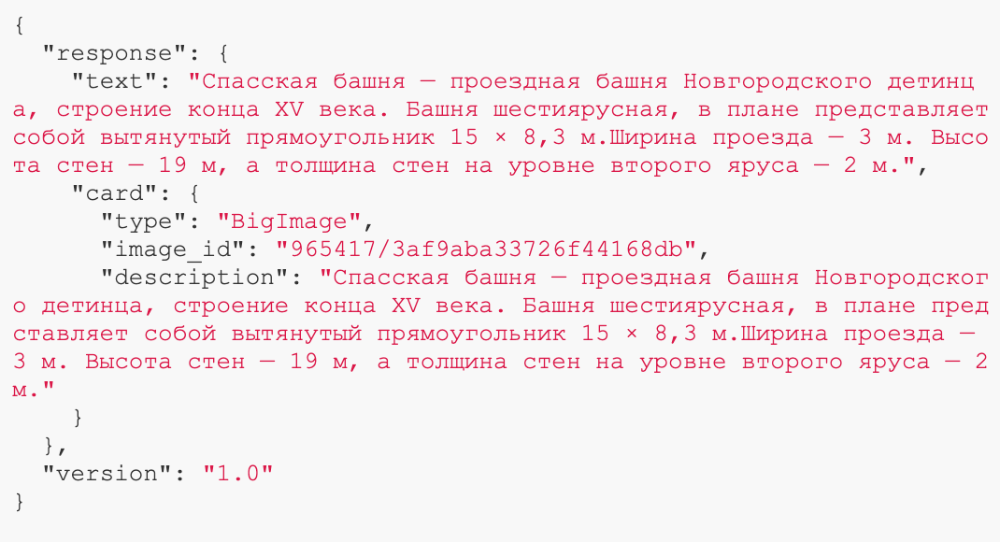 {
  "response": {
    "text": "Спасская башня — проездная башня Новгородского детинц
а, строение конца XV века. Башня шестиярусная, в плане представляет
собой вытянутый прямоугольник 15 × 8,3 м.Ширина проезда — 3 м. Высо
та стен — 19 м, а толщина стен на уровне второго яруса — 2 м.",
    "card": {
      "type": "BigImage",
      "image_id": "965417/3af9aba33726f44168db",
      "description": "Спасская башня — проездная башня Новгородског
о детинца, строение конца XV века. Башня шестиярусная, в плане пред
ставляет собой вытянутый прямоугольник 15 × 8,3 м.Ширина проезда —
3 м. Высота стен — 19 м, а толщина стен на уровне второго яруса — 2
м."
    }
  },
  "version": "1.0"
}